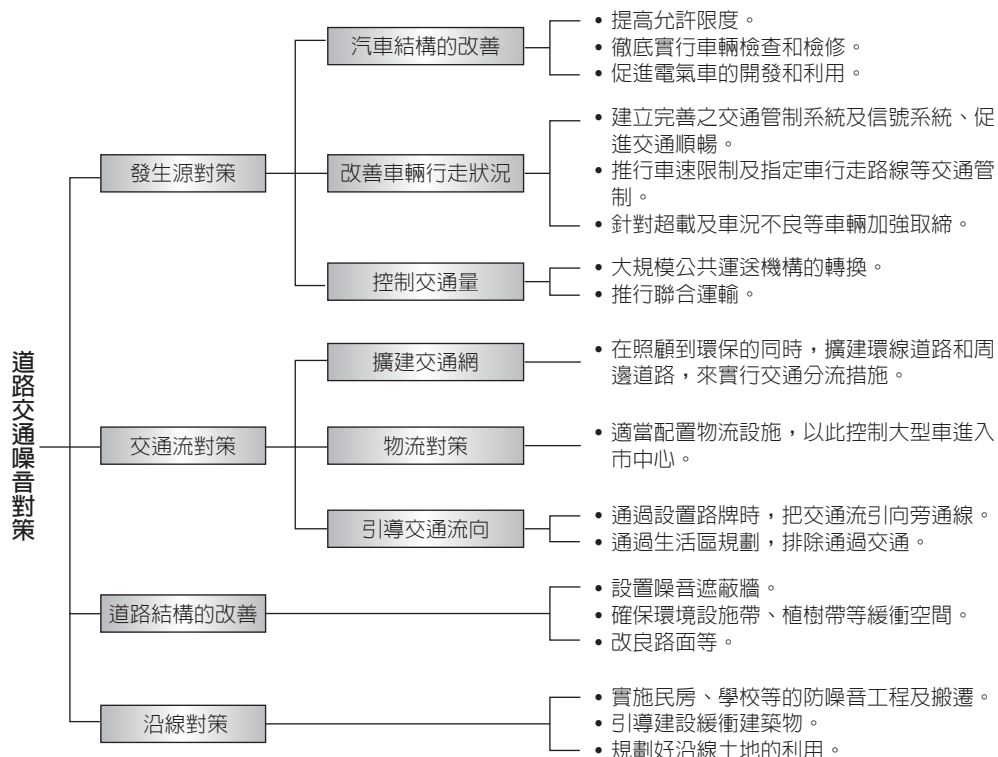 道路交通噪音對策
發生源對策
汽車結構的改善
• 提高允許限度。
• 徹底實行車輛檢查和檢修。
• 促進電氣車的開發和利用。
改善車輛行走狀況
• 建立完善之交通管制系統及信號系統、促
進交通順暢。
• 推行車速限制及指定車行走路線等交通管
制。
• 針對超載及車況不良等車輛加強取締。
控制交通量
• 大規模公共運送機構的轉換。
• 推行聯合運輸。
交通流對策
擴建交通網
• 在照顧到環保的同時，擴建環線道路和周
邊道路，來實行交通分流措施。
物流對策
• 適當配置物流設施，以此控制大型車進入
市中心。
引導交通流向
• 通過設置路牌時，把交通流引向旁通線。
• 通過生活區規劃，排除通過交通。
道路結構的改善
• 設置噪音遮蔽牆。
• 確保環境設施帶、植樹帶等緩衝空間。
• 改良路面等。
沿線對策
• 實施民房、學校等的防噪音工程及搬遷。
• 引導建設緩衝建築物。
• 規劃好沿線土地的利用。